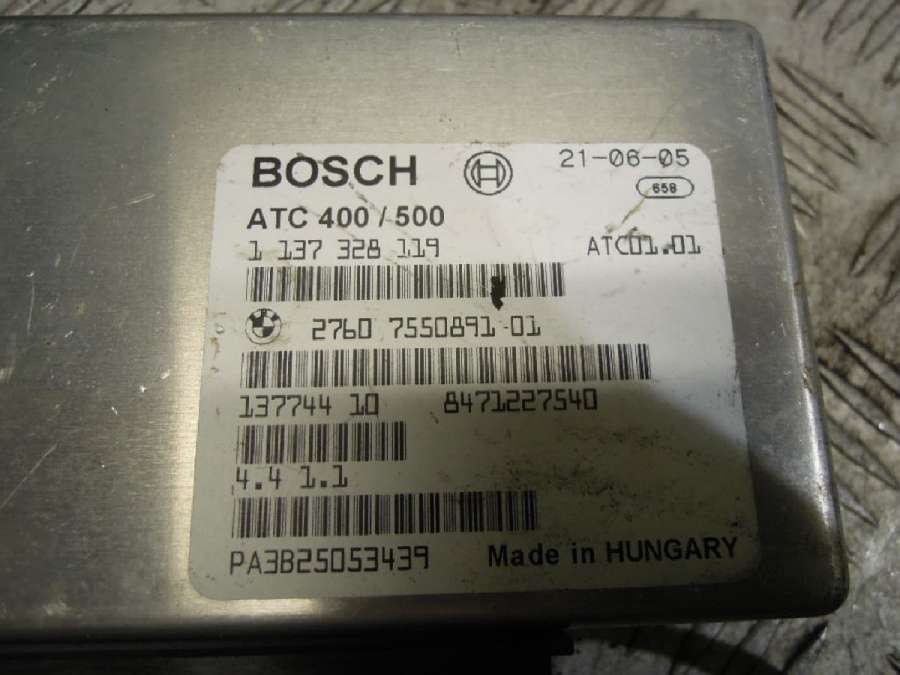 BOSCH 21-06-05
658
ATC 400 / 500
1 137 328 119 ATC01.01
2760 7550891 01
137744 10 8471227540
4.4 1.1
PA3B25053439 Made in HUNGARY